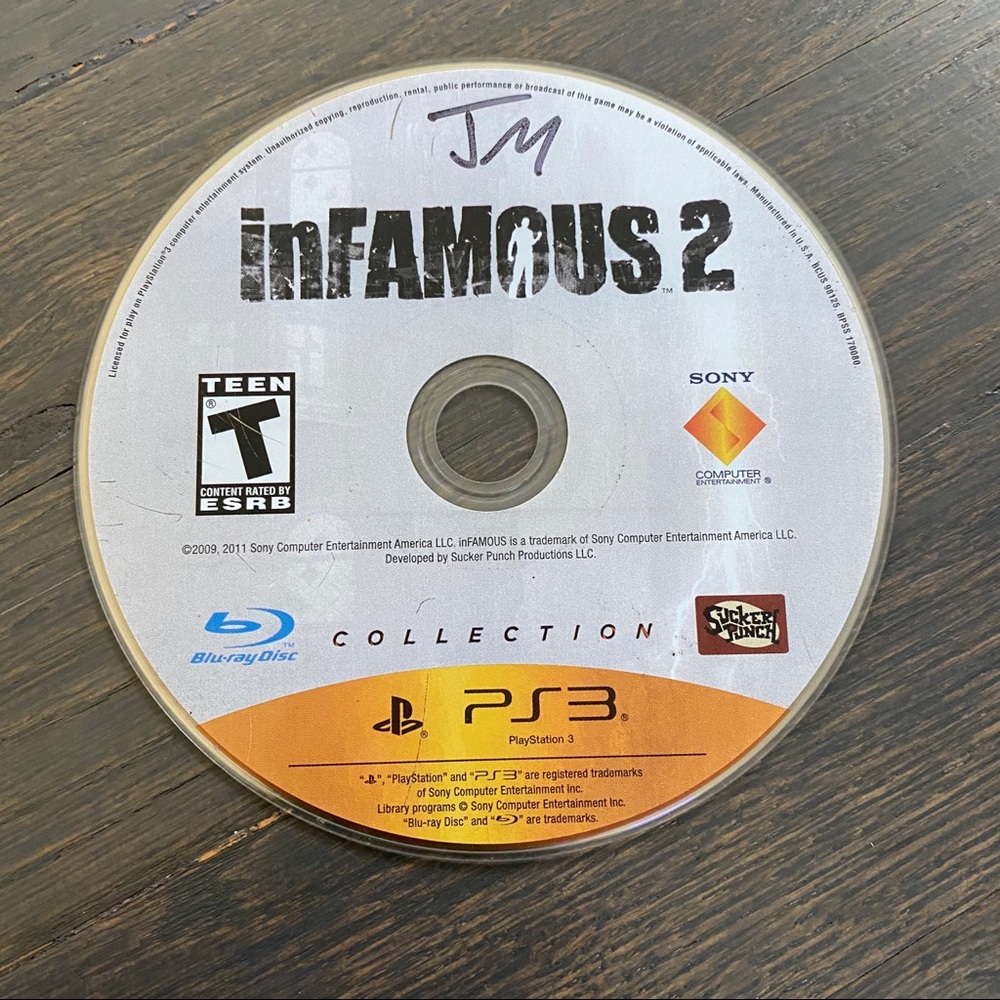 Licensed for play on PlayStation®3 computer entertainment system. Unauthorized copying, reproduction, rental, public performance or broadcast of this game may be a violation of applicable laws. Manufactured in U.S.A. BCUS 98125. BPSS 170080.
JM
inFAMOUS 2™
TEEN
T®
CONTENT RATED BY
ESRB
SONY
COMPUTER
ENTERTAINMENT®
©2009, 2011 Sony Computer Entertainment America LLC. inFAMOUS is a trademark of Sony Computer Entertainment America LLC.
Developed by Sucker Punch Productions LLC.
Blu-ray Disc™
COLLECTION
SUCKER
PUNCH
PS3®
PlayStation 3
"PS", "PlayStation" and "PS3" are registered trademarks
of Sony Computer Entertainment Inc.
Library programs © Sony Computer Entertainment Inc.
"Blu-ray Disc" and "" are trademarks.